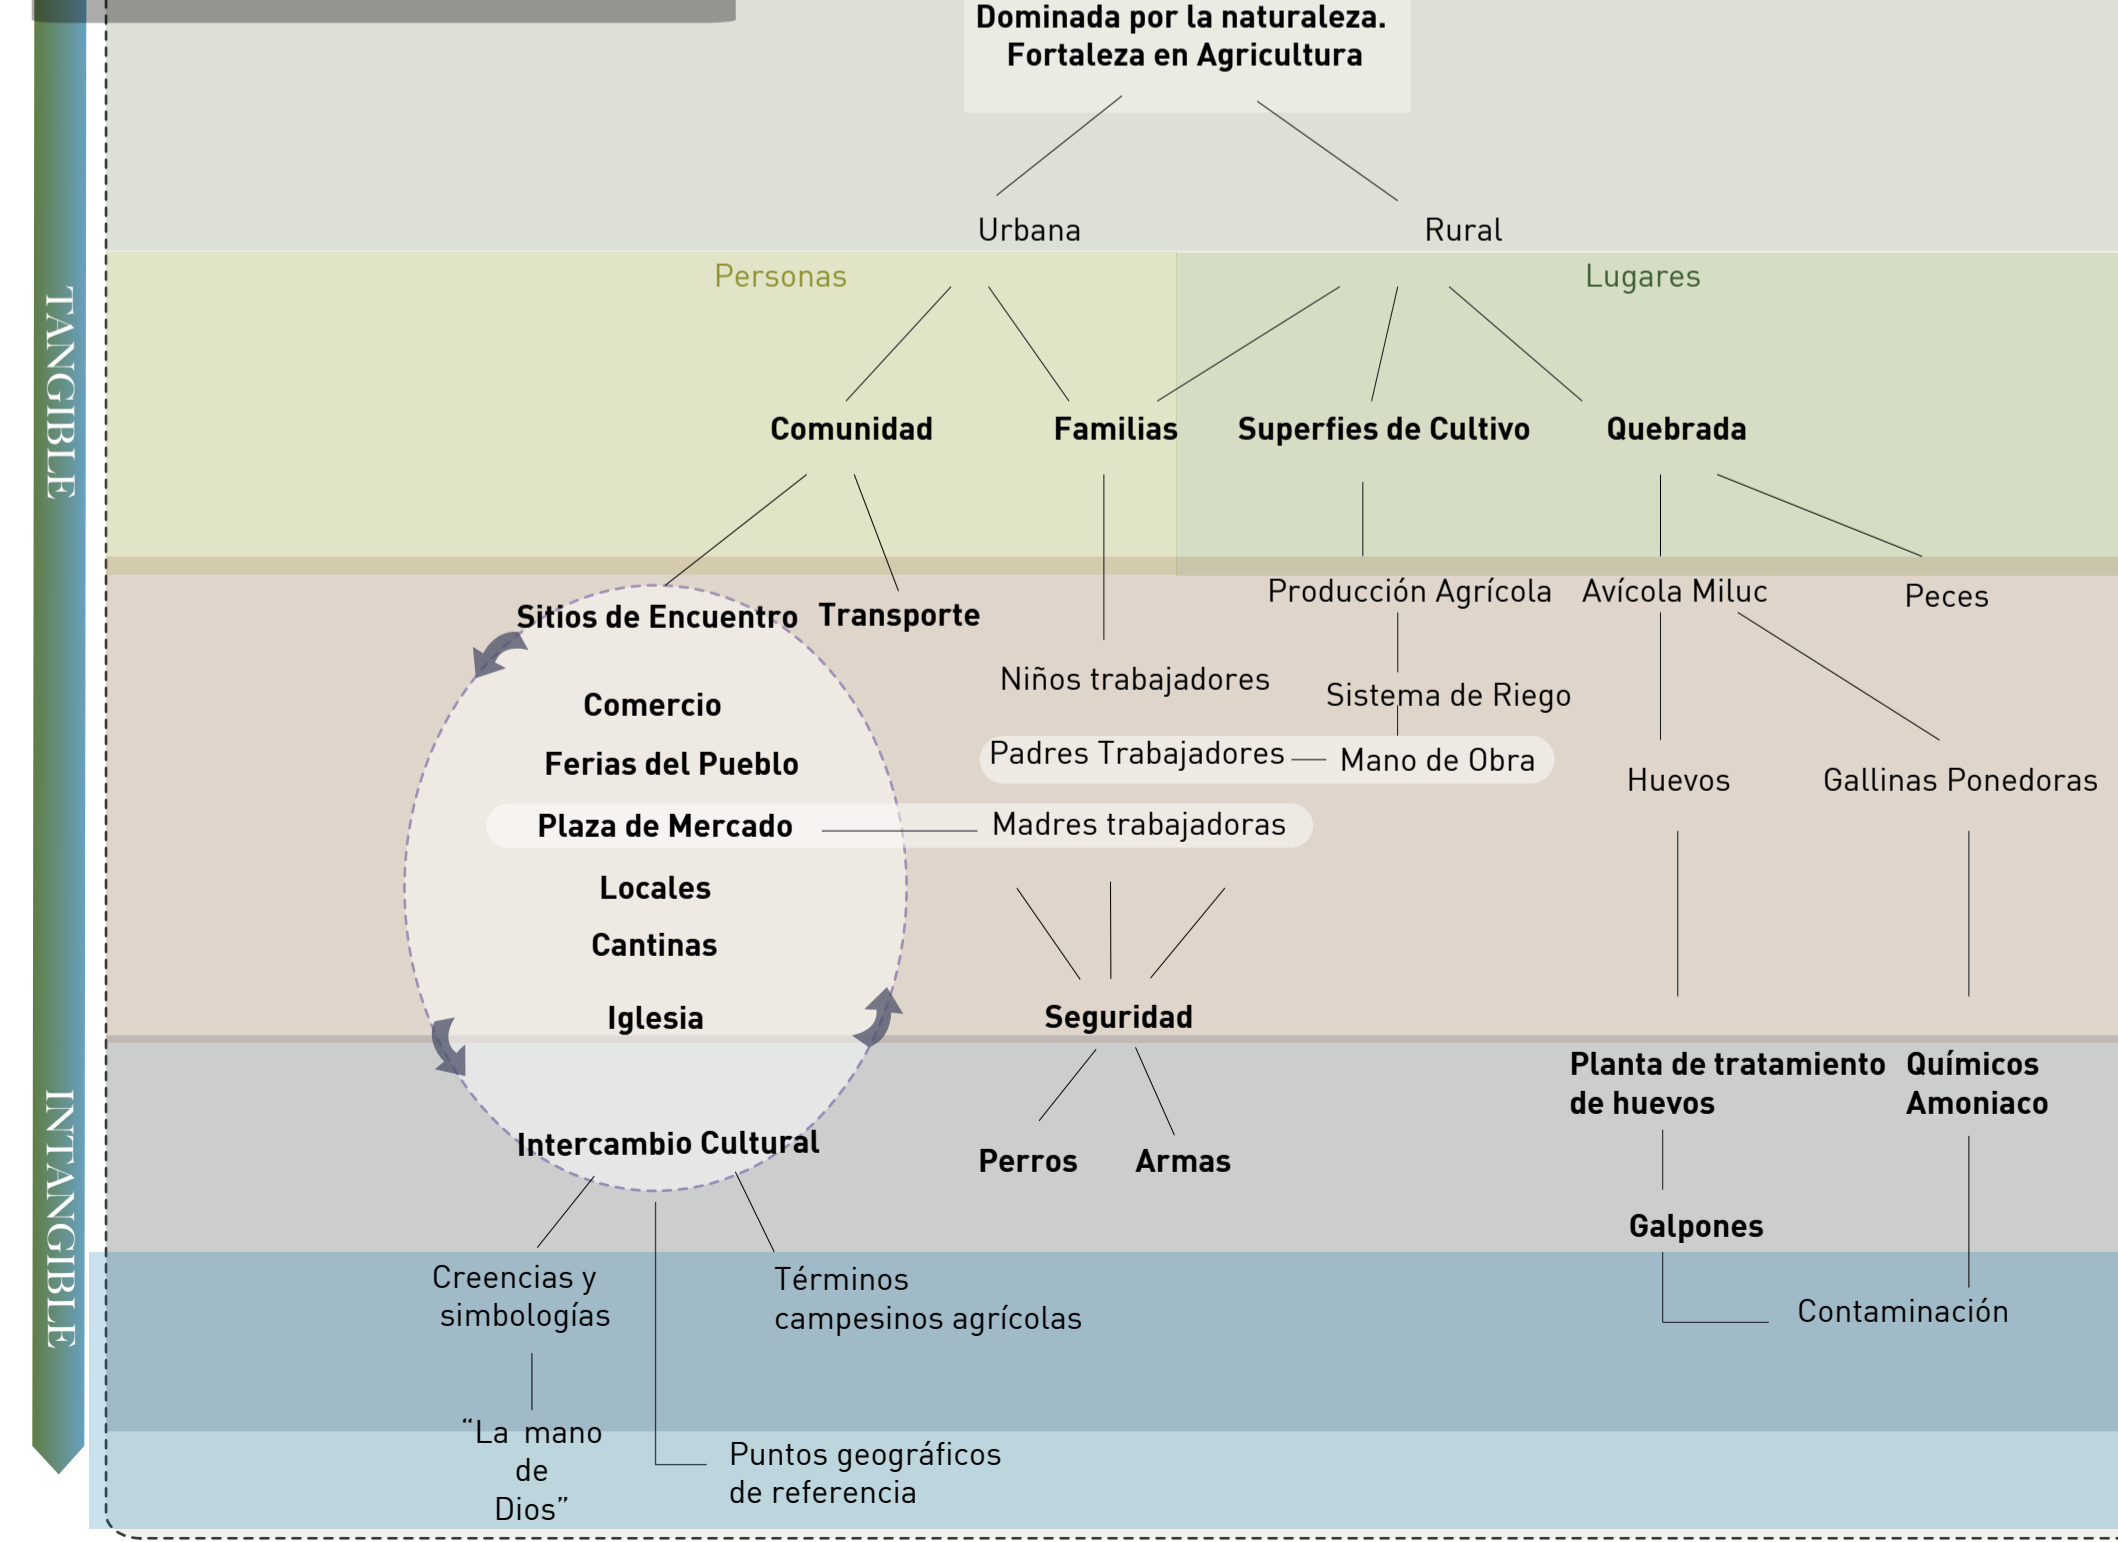 Dominada por la naturaleza.
Fortaleza en Agricultura
Urbana
Rural
Personas
Lugares
TANGIBLE
Comunidad
Familias
Superfies de Cultivo
Quebrada
Sitios de Encuentro
Transporte
Producción Agrícola
Avícola Miluc
Peces
Niños trabajadores
Sistema de Riego
Comercio
Ferias del Pueblo
Padres Trabajadores
Mano de Obra
Huevos
Gallinas Ponedoras
Plaza de Mercado
Madres trabajadoras
Locales
Cantinas
Iglesia
Seguridad
INTANGIBLE
Planta de tratamiento
de huevos
Químicos
Amoniaco
Intercambio Cultural
Perros
Armas
Galpones
Creencias y
simbologías
Términos
campesinos agrícolas
Contaminación
“La mano
de
Dios”
Puntos geográficos
de referencia